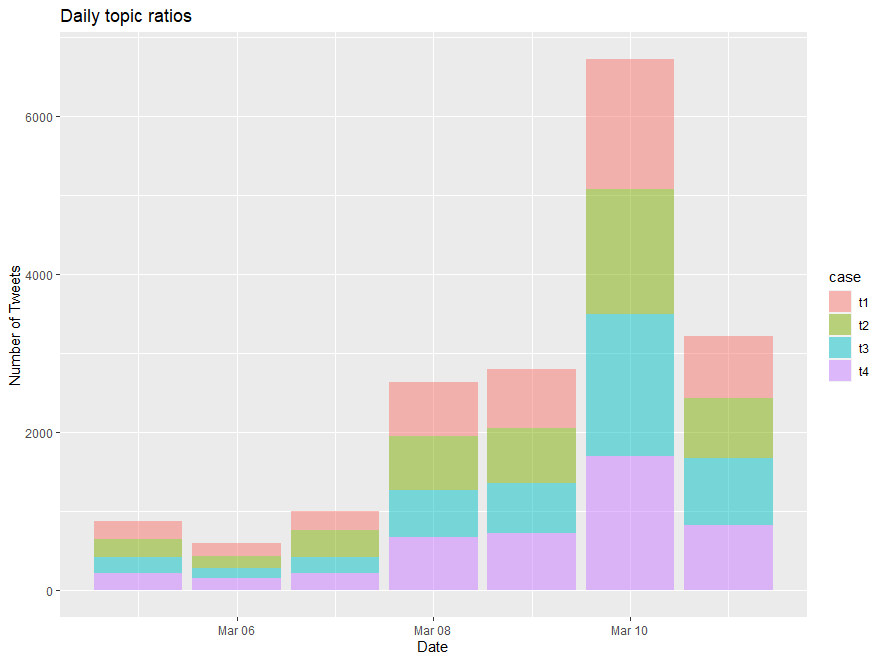 Daily topic ratios
Number of Tweets
6000
4000
2000
0
Mar 06
Mar 08
Mar 10
Date
case
t1
t2
t3
t4